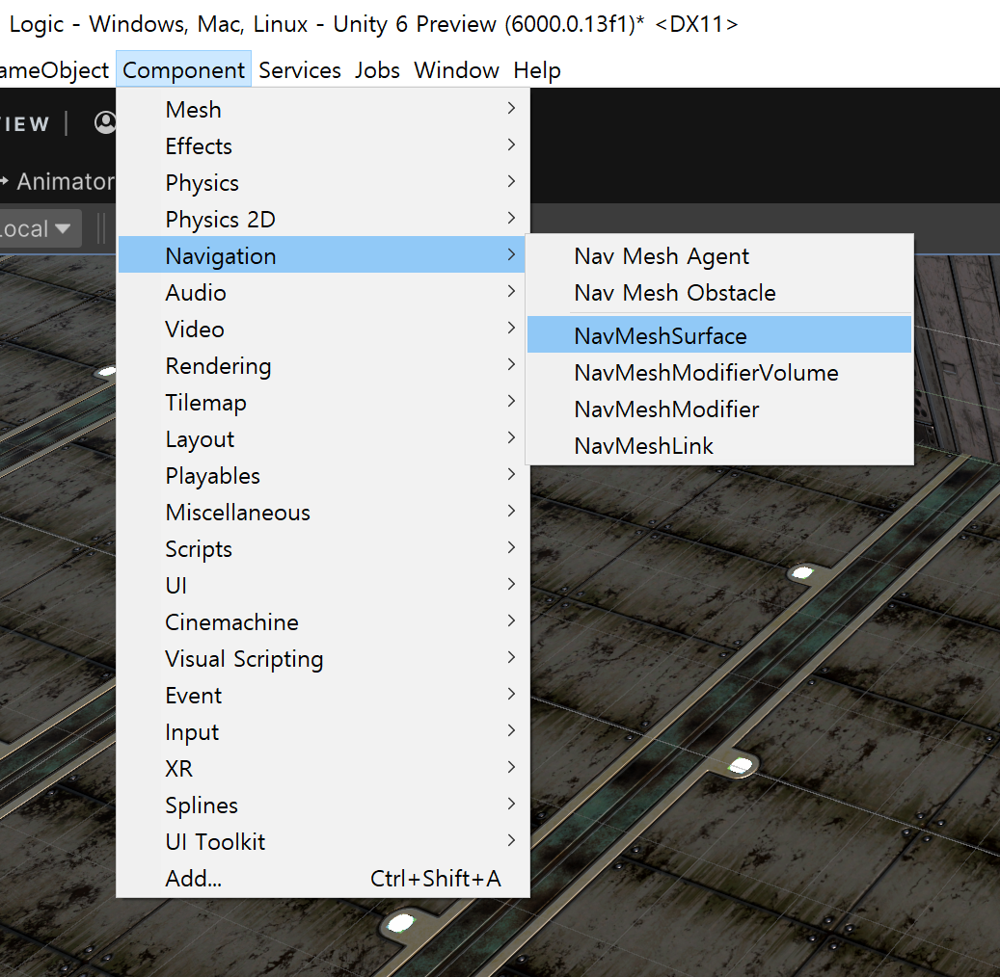 Logic - Windows, Mac, Linux - Unity 6 Preview (6000.0.13f1)* <DX11>
ameObject Component Services Jobs Window Help
IEW
Animator
Local
Mesh
Effects
Physics
Physics 2D
Navigation
Audio
Video
Rendering
Tilemap
Layout
Playables
Miscellaneous
Scripts
UI
Cinemachine
Visual Scripting
Event
Input
XR
Splines
UI Toolkit
Add... Ctrl+Shift+A
Nav Mesh Agent
Nav Mesh Obstacle
NavMeshSurface
NavMeshModifierVolume
NavMeshModifier
NavMeshLink